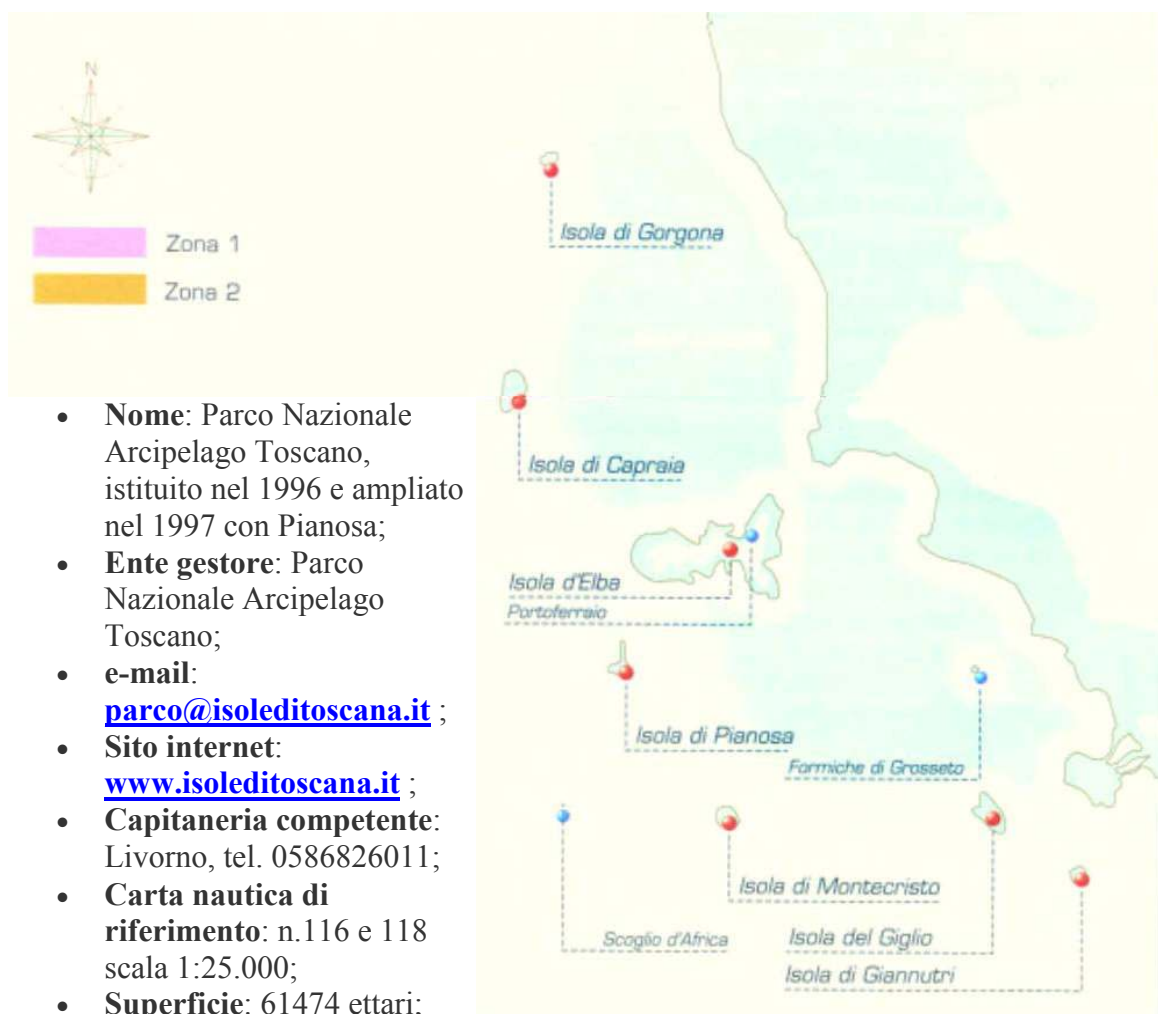 N
Zona 1
Zona 2
Isola di Gorgona
Isola di Capraia
Isola d'Elba
Portoferraio
Isola di Pianosa
Formiche di Grosseto
Isola di Montecristo
Scoglio d'Africa
Isola del Giglio
Isola di Giannutri
• Nome: Parco Nazionale
Arcipelago Toscano,
istituito nel 1996 e ampliato
nel 1997 con Pianosa;
• Ente gestore: Parco
Nazionale Arcipelago
Toscano;
• e-mail:
parco@isoleditoscana.it ;
• Sito internet:
www.isoleditoscana.it ;
• Capitaneria competente:
Livorno, tel. 0586826011;
• Carta nautica di
riferimento: n.116 e 118
scala 1:25.000;
• Superficie: 61474 ettari;